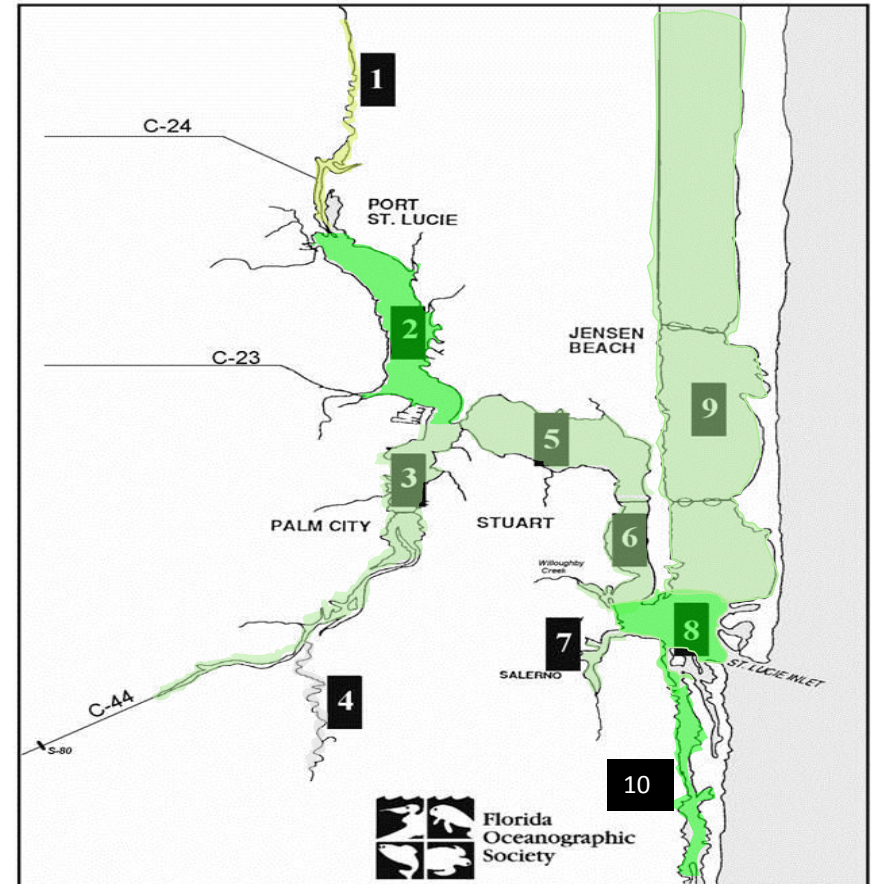 1
C-24
PORT
ST. LUCIE
2
JENSEN
BEACH
C-23
9
5
3
PALM CITY
STUART
6
Willoughby
Creek
7
8
SALERNO
ST. LUCIE INLET
4
C-44
S-80
10
Florida
Oceanographic
Society